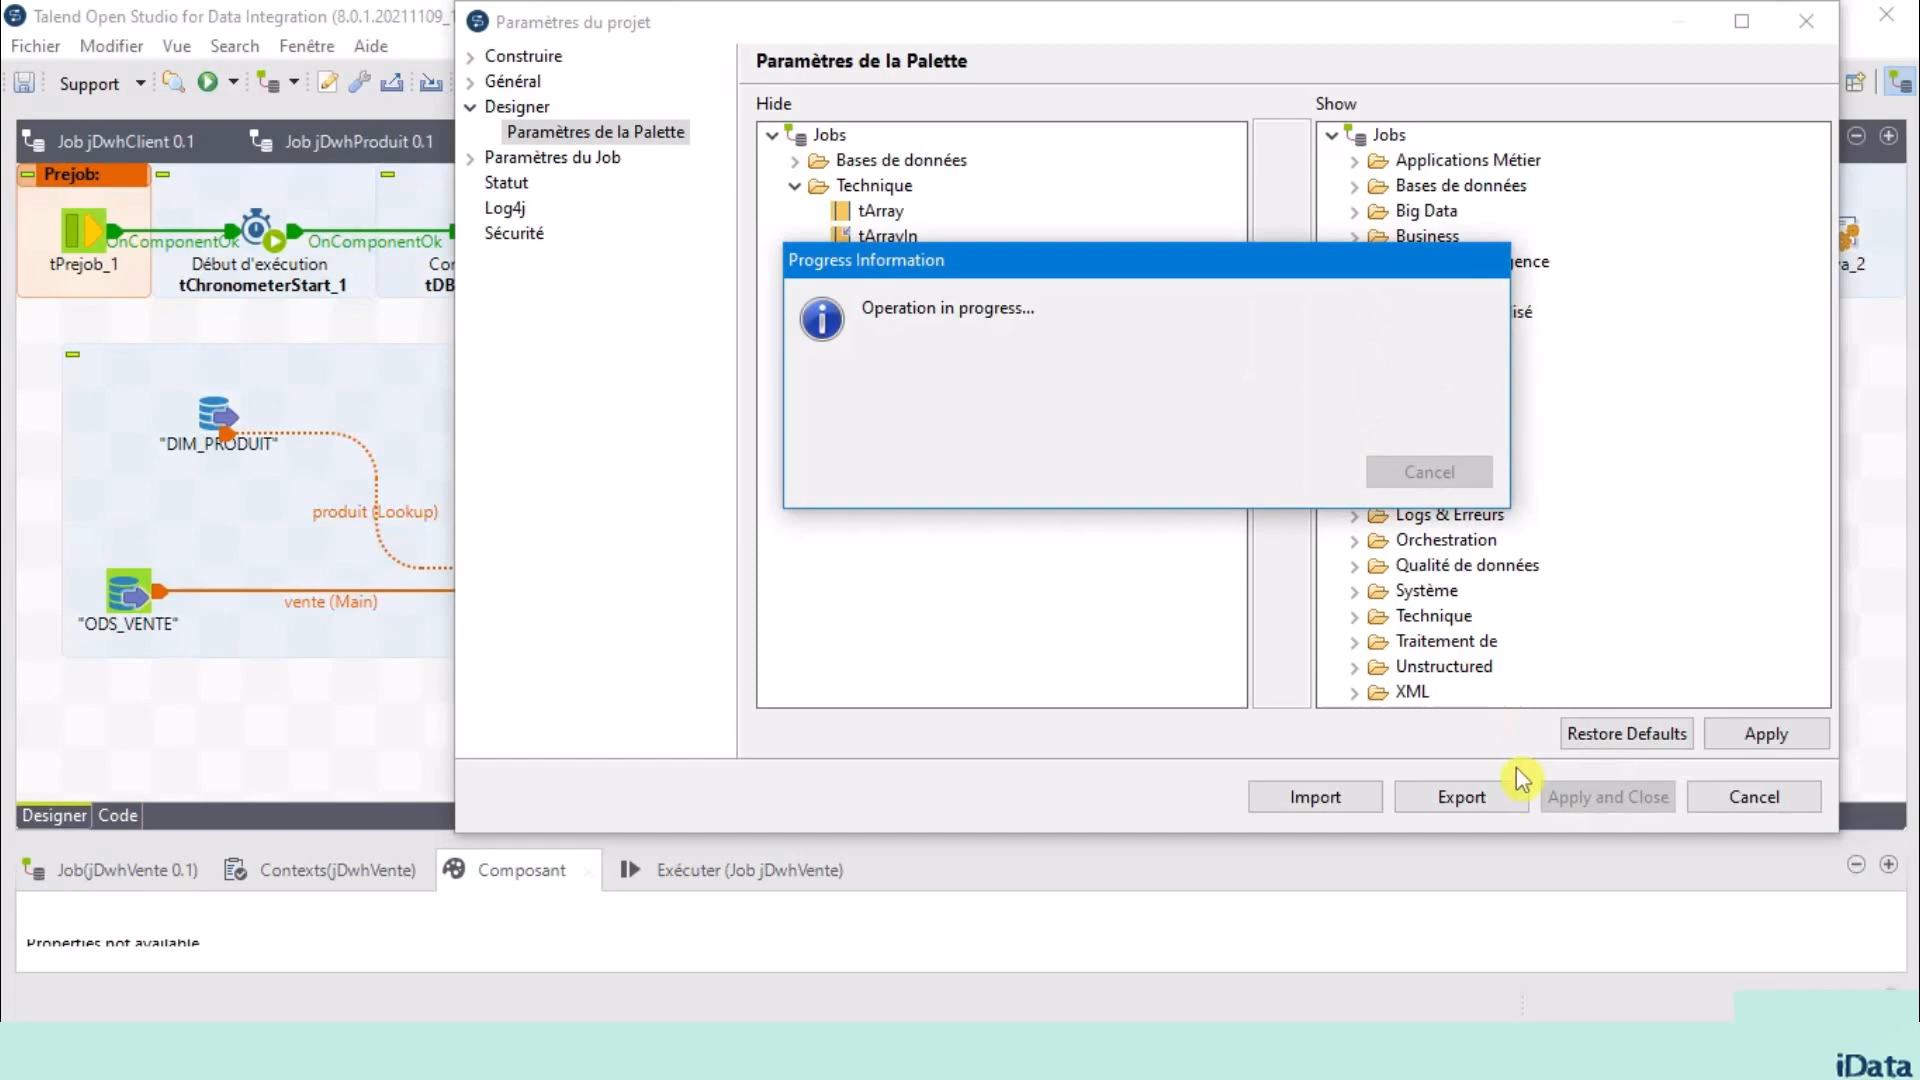 Talend Open Studio for Data Integration (8.0.1.20211109_1
Fichier Modifier Vue Search Fenêtre Aide
Support
Job jDwhClient 0.1
Job jDwhProduit 0.1
Prejob:
OnComponentOk
OnComponentOk
tPrejob_1
Début d'exécution
tChronometerStart_1
Co
tDB
a_2
"DIM_PRODUIT"
produit (Lookup)
vente (Main)
"ODS_VENTE"
Designer
Code
Paramètres du projet
Construire
Général
Designer
Paramètres de la Palette
Paramètres du Job
Statut
Log4j
Sécurité
Paramètres de la Palette
Hide
Jobs
Bases de données
Technique
tArray
tArrayIn
Show
Jobs
Applications Métier
Bases de données
Big Data
Business
gence
isé
Logs & Erreurs
Orchestration
Qualité de données
Système
Technique
Traitement de
Unstructured
XML
Progress Information
Operation in progress...
Cancel
Restore Defaults
Apply
Import
Export
Apply and Close
Cancel
Job(jDwhVente 0.1)
Contexts(jDwhVente)
Composant
Exécuter (Job jDwhVente)
Properties not available
iData